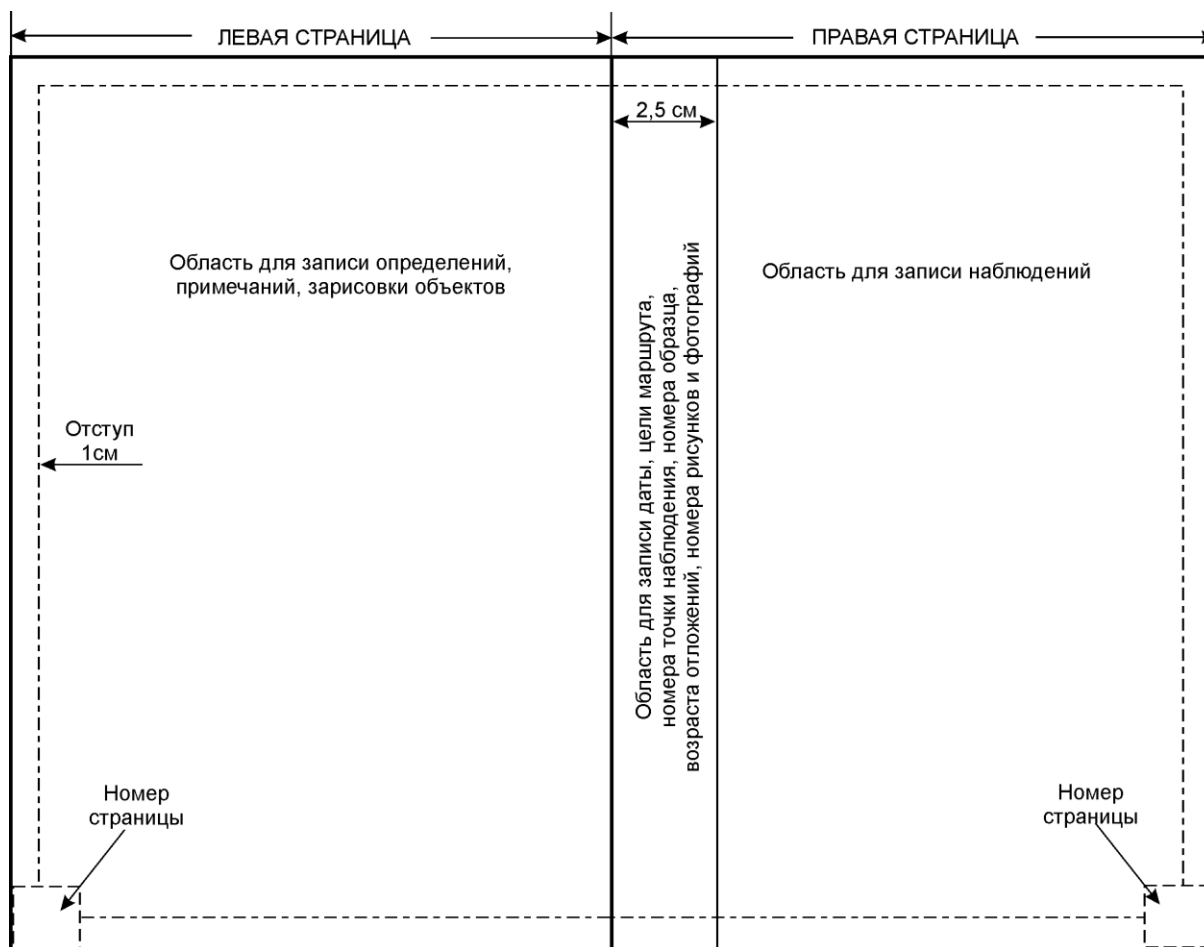 ЛЕВАЯ СТРАНИЦА
ПРАВАЯ СТРАНИЦА
2,5 см
Область для записи определений,
примечаний, зарисовки объектов
Отступ
1см
Номер
страницы
Область для записи даты, цели маршрута,
номера точки наблюдения, номера образца,
возраста отложений, номера рисунков и фотографий
Область для записи наблюдений
Номер
страницы